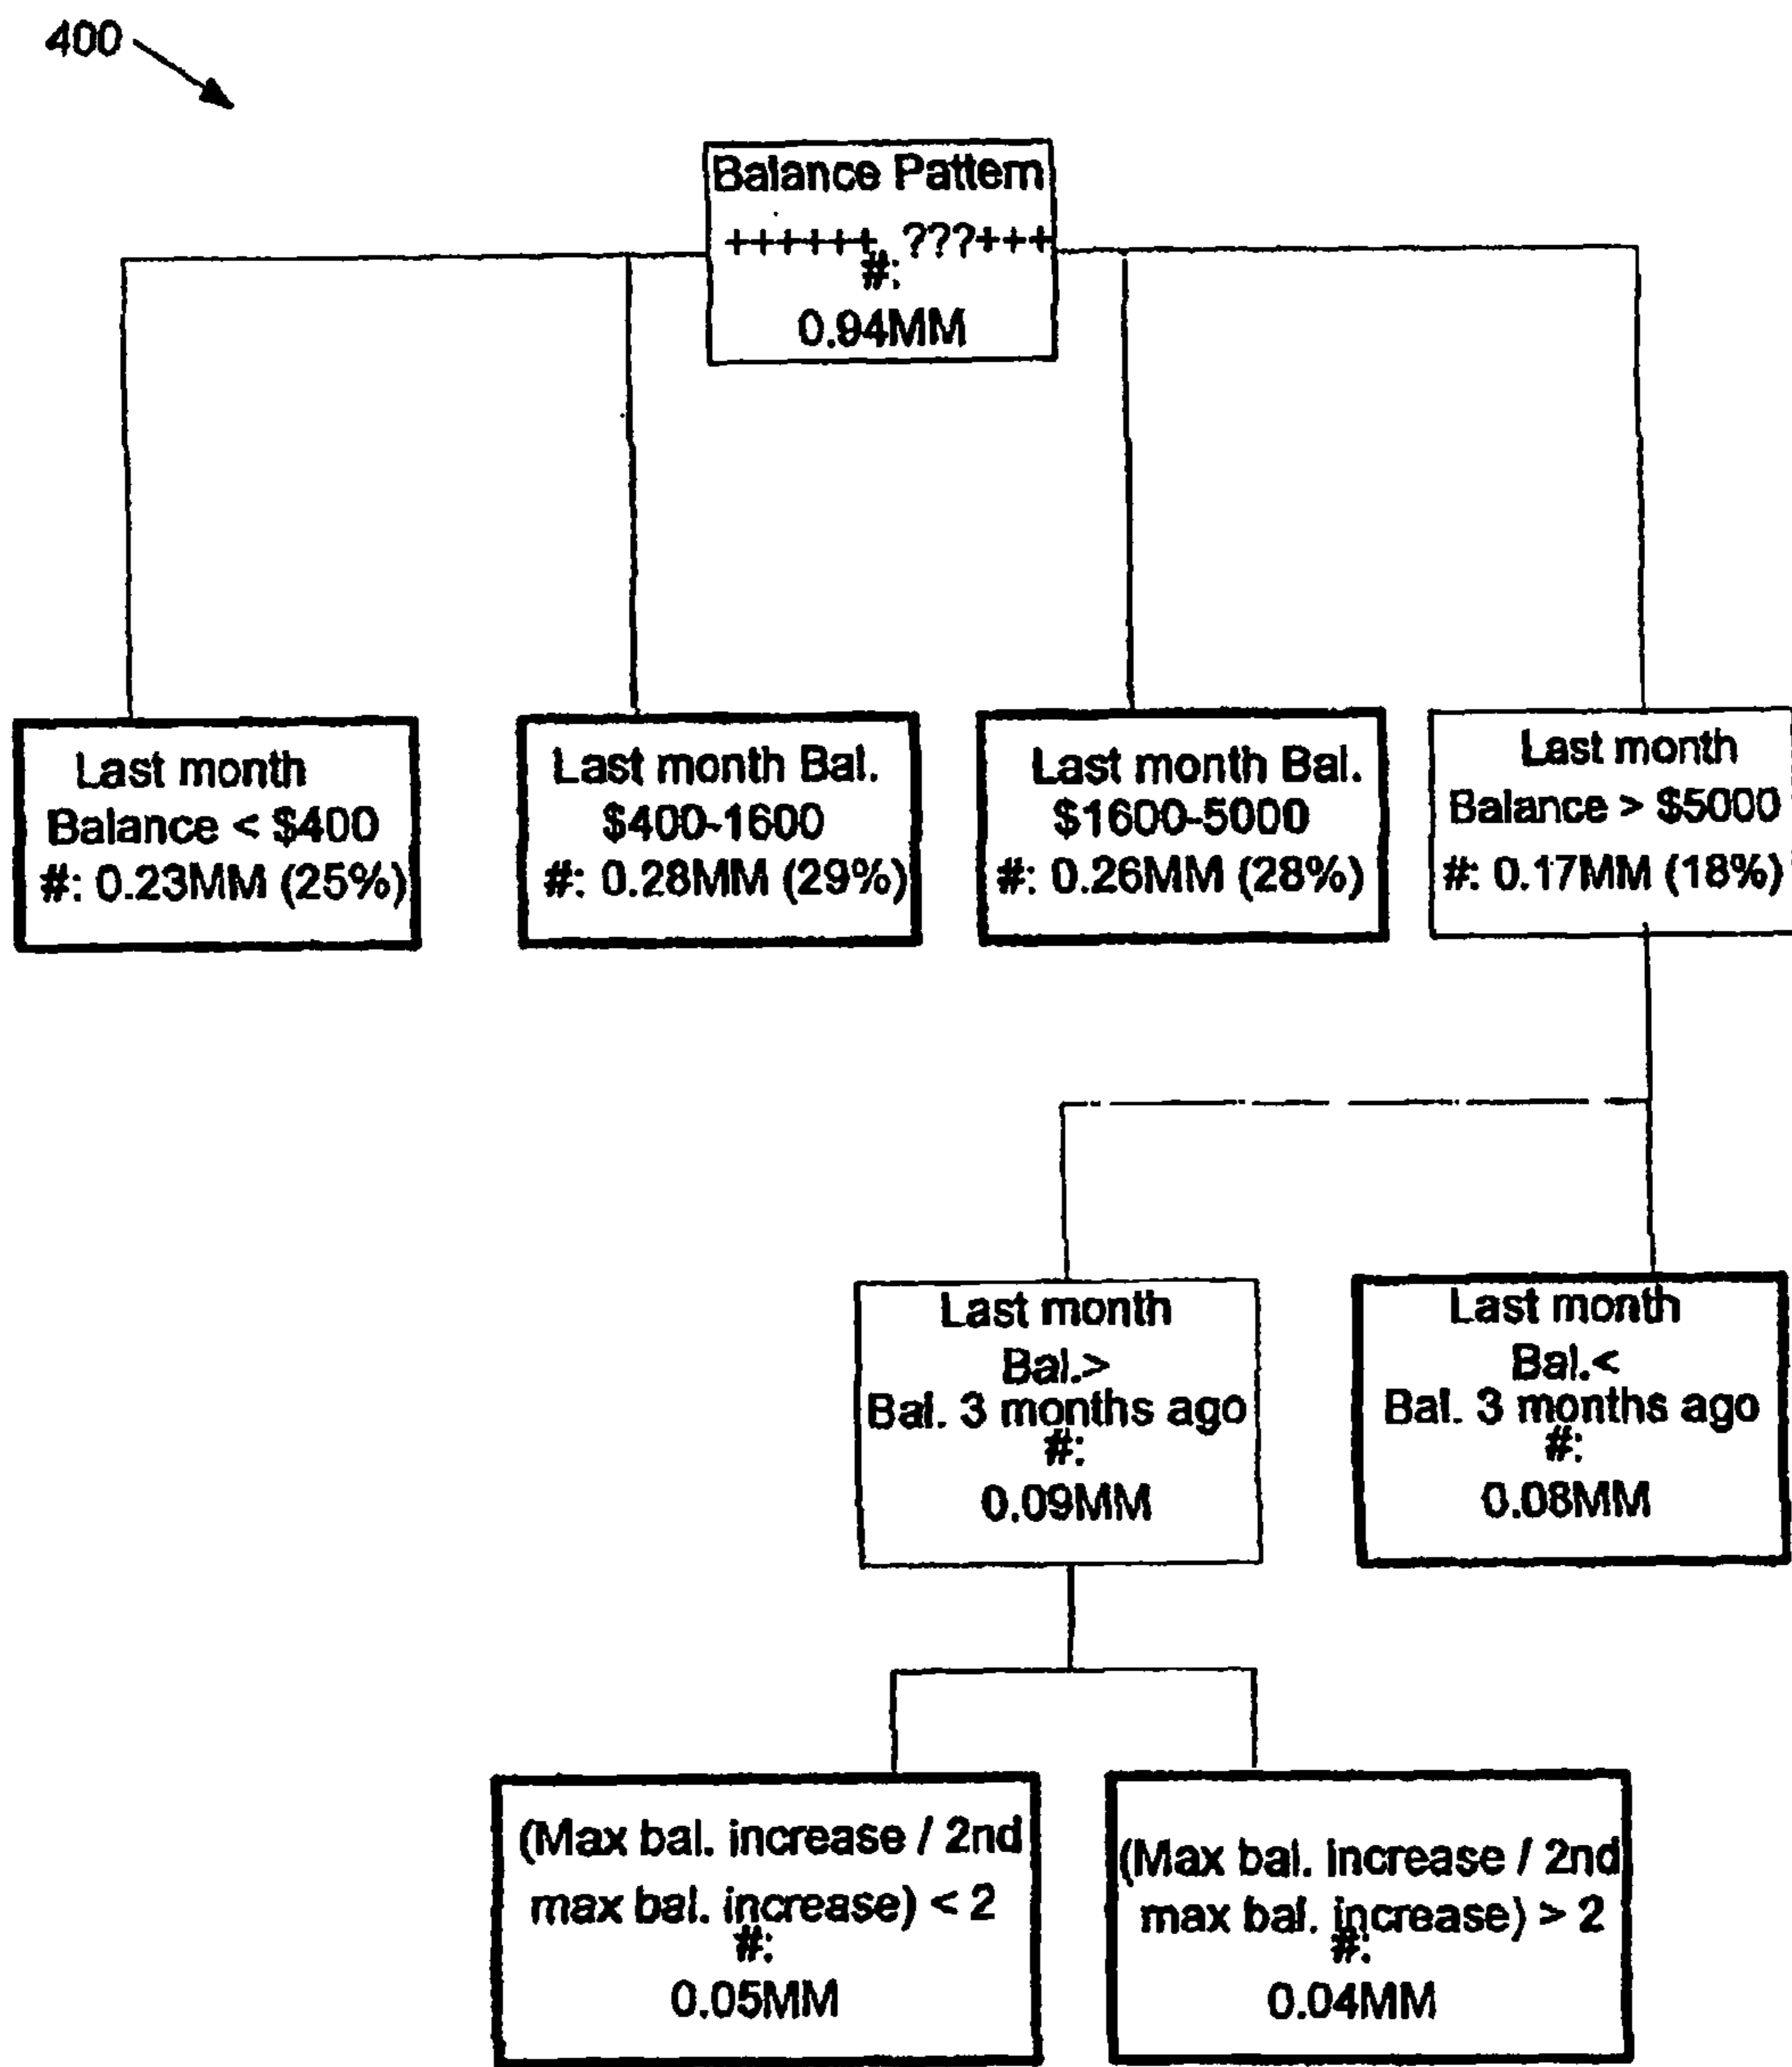 400
Balance Pattern
++++++, ???+++
#:
0.94MM
Last month
Balance < $400
#: 0.23MM (25%)
Last month Bal.
$400-1600
#: 0.28MM (29%)
Last month Bal.
$1600-5000
#: 0.26MM (28%)
Last month
Balance > $5000
#: 0.17MM (18%)
Last month
Bal.>
Bal. 3 months ago
#:
0.09MM
Last month
Bal.<
Bal. 3 months ago
#:
0.08MM
(Max bal. increase / 2nd
max bal. increase) < 2
#:
0.05MM
(Max bal. increase / 2nd
max bal. increase) > 2
#:
0.04MM